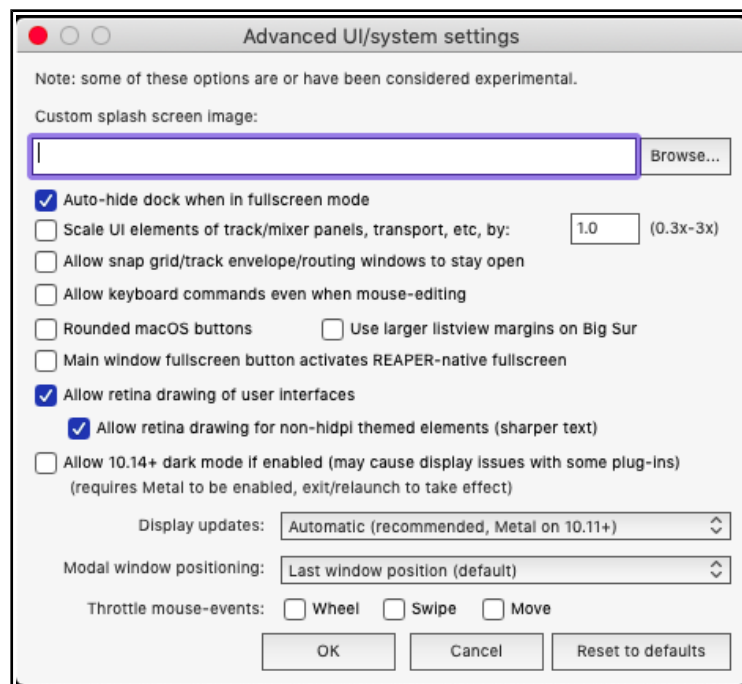 Advanced UI/system settings
Note: some of these options are or have been considered experimental.
Custom splash screen image:
Browse...
Auto-hide dock when in fullscreen mode
Scale UI elements of track/mixer panels, transport, etc, by: 1.0 (0.3x-3x)
Allow snap grid/track envelope/routing windows to stay open
Allow keyboard commands even when mouse-editing
Rounded macOS buttons Use larger listview margins on Big Sur
Main window fullscreen button activates REAPER-native fullscreen
Allow retina drawing of user interfaces
Allow retina drawing for non-hidpi themed elements (sharper text)
Allow 10.14+ dark mode if enabled (may cause display issues with some plug-ins)
(requires Metal to be enabled, exit/relaunch to take effect)
Display updates: Automatic (recommended, Metal on 10.11+)
Modal window positioning: Last window position (default)
Throttle mouse-events: Wheel Swipe Move
OK Cancel Reset to defaults